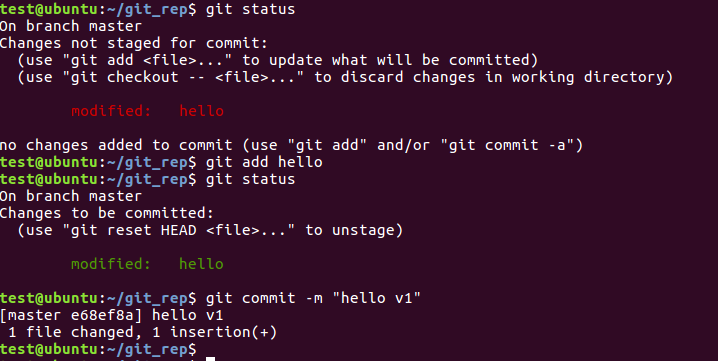 test@ubuntu:~/git_rep$ git status
On branch master
Changes not staged for commit:
  (use "git add <file>..." to update what will be committed)
  (use "git checkout -- <file>..." to discard changes in working directory)

        modified:   hello

no changes added to commit (use "git add" and/or "git commit -a")
test@ubuntu:~/git_rep$ git add hello
test@ubuntu:~/git_rep$ git status
On branch master
Changes to be committed:
  (use "git reset HEAD <file>..." to unstage)

        modified:   hello

test@ubuntu:~/git_rep$ git commit -m "hello v1"
[master e68ef8a] hello v1
 1 file changed, 1 insertion(+)
test@ubuntu:~/git_rep$